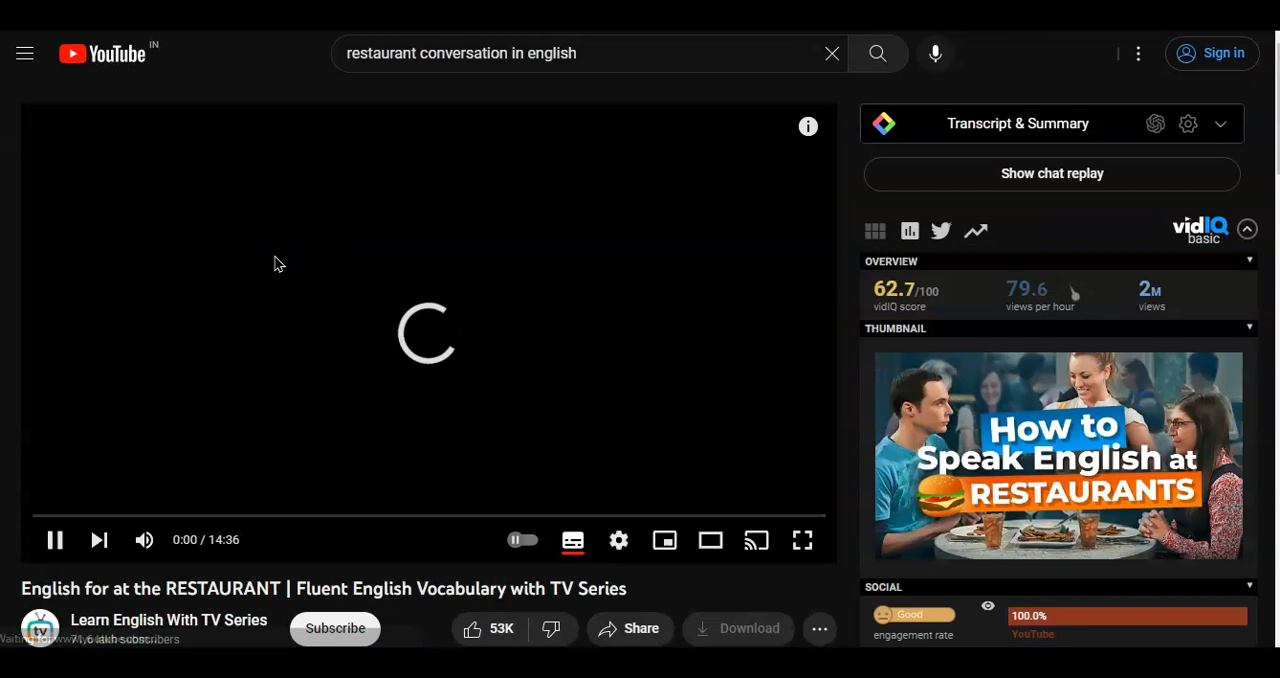 YouTube IN
restaurant conversation in english
Sign in
Transcript & Summary
Show chat replay
vidIQ
basic
OVERVIEW
62.7/100
vidIQ score
79.6
views per hour
2M
views
THUMBNAIL
How to
Speak English at
RESTAURANTS
0:00 / 14:36
English for at the RESTAURANT | Fluent English Vocabulary with TV Series
tv
Learn English With TV Series
subscribers
Subscribe
53K
Share
Download
SOCIAL
Good
engagement rate
100.0%
YouTube